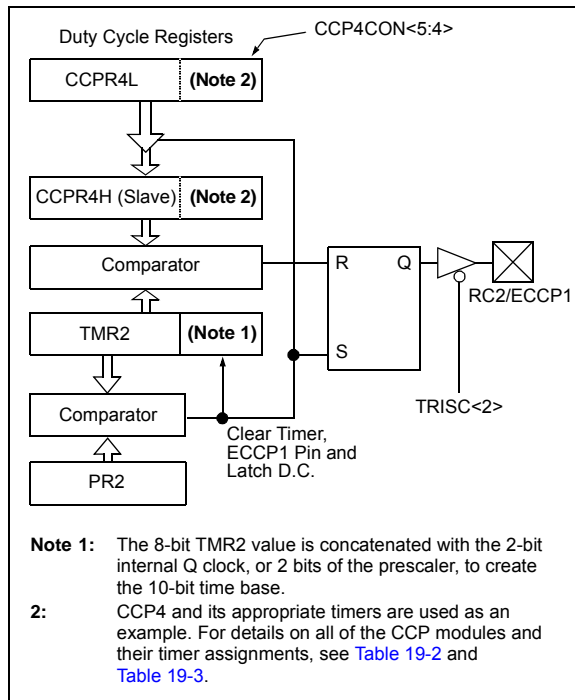 Duty Cycle Registers
CCP4CON<5:4>
CCPR4L
(Note 2)
CCPR4H (Slave)
(Note 2)
Comparator
R
Q
RC2/ECCP1
TMR2
(Note 1)
S
TRISC<2>
Comparator
Clear Timer,
ECCP1 Pin and
Latch D.C.
PR2
Note 1: The 8-bit TMR2 value is concatenated with the 2-bit
internal Q clock, or 2 bits of the prescaler, to create
the 10-bit time base.
2: CCP4 and its appropriate timers are used as an
example. For details on all of the CCP modules and
their timer assignments, see Table 19-2 and
Table 19-3.